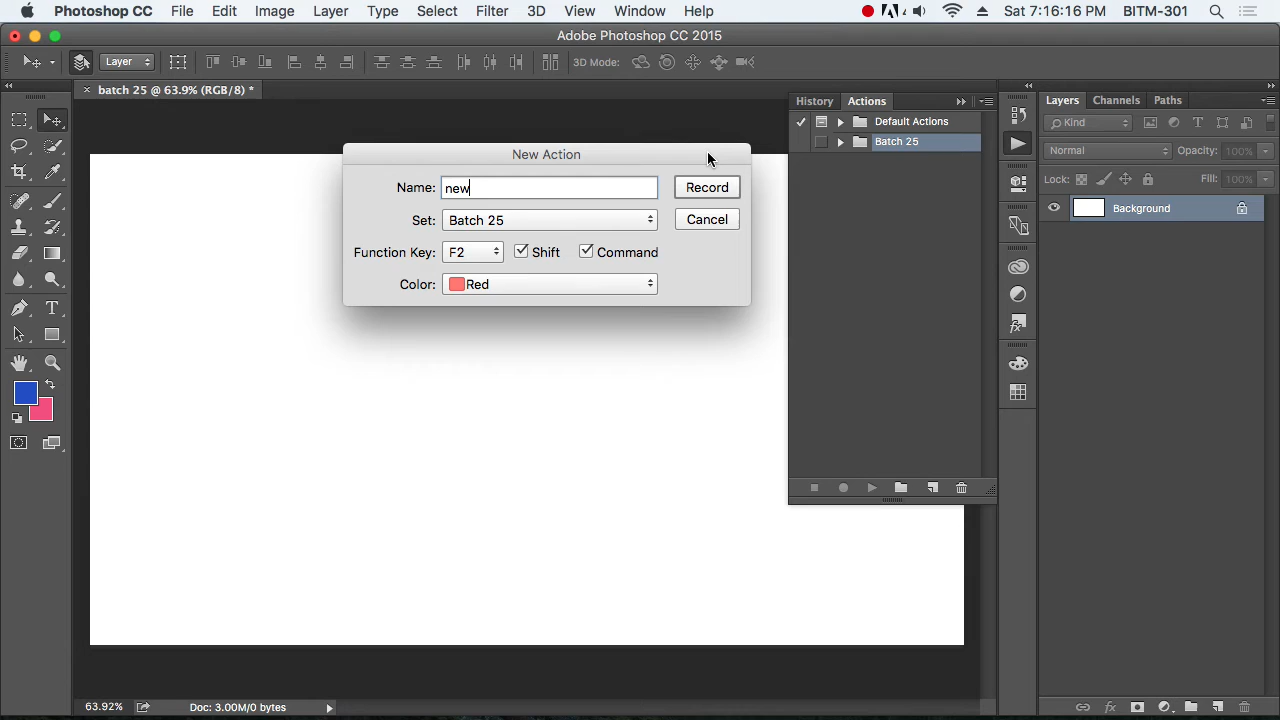 Photoshop CC File Edit Image Layer Type Select Filter 3D View Window Help Sat 7:16:16 PM BITM-301
Adobe Photoshop CC 2015
Layer 3D Mode:
batch 25 @ 63.9% (RGB/8) *
History Actions
Default Actions
Batch 25
Layers Channels Paths
Kind
Normal Opacity: 100%
Lock: Fill: 100%
Background
New Action
Name: new Record
Set: Batch 25 Cancel
Function Key: F2 Shift Command
Color: Red
63.92% Doc: 3.00M/0 bytes